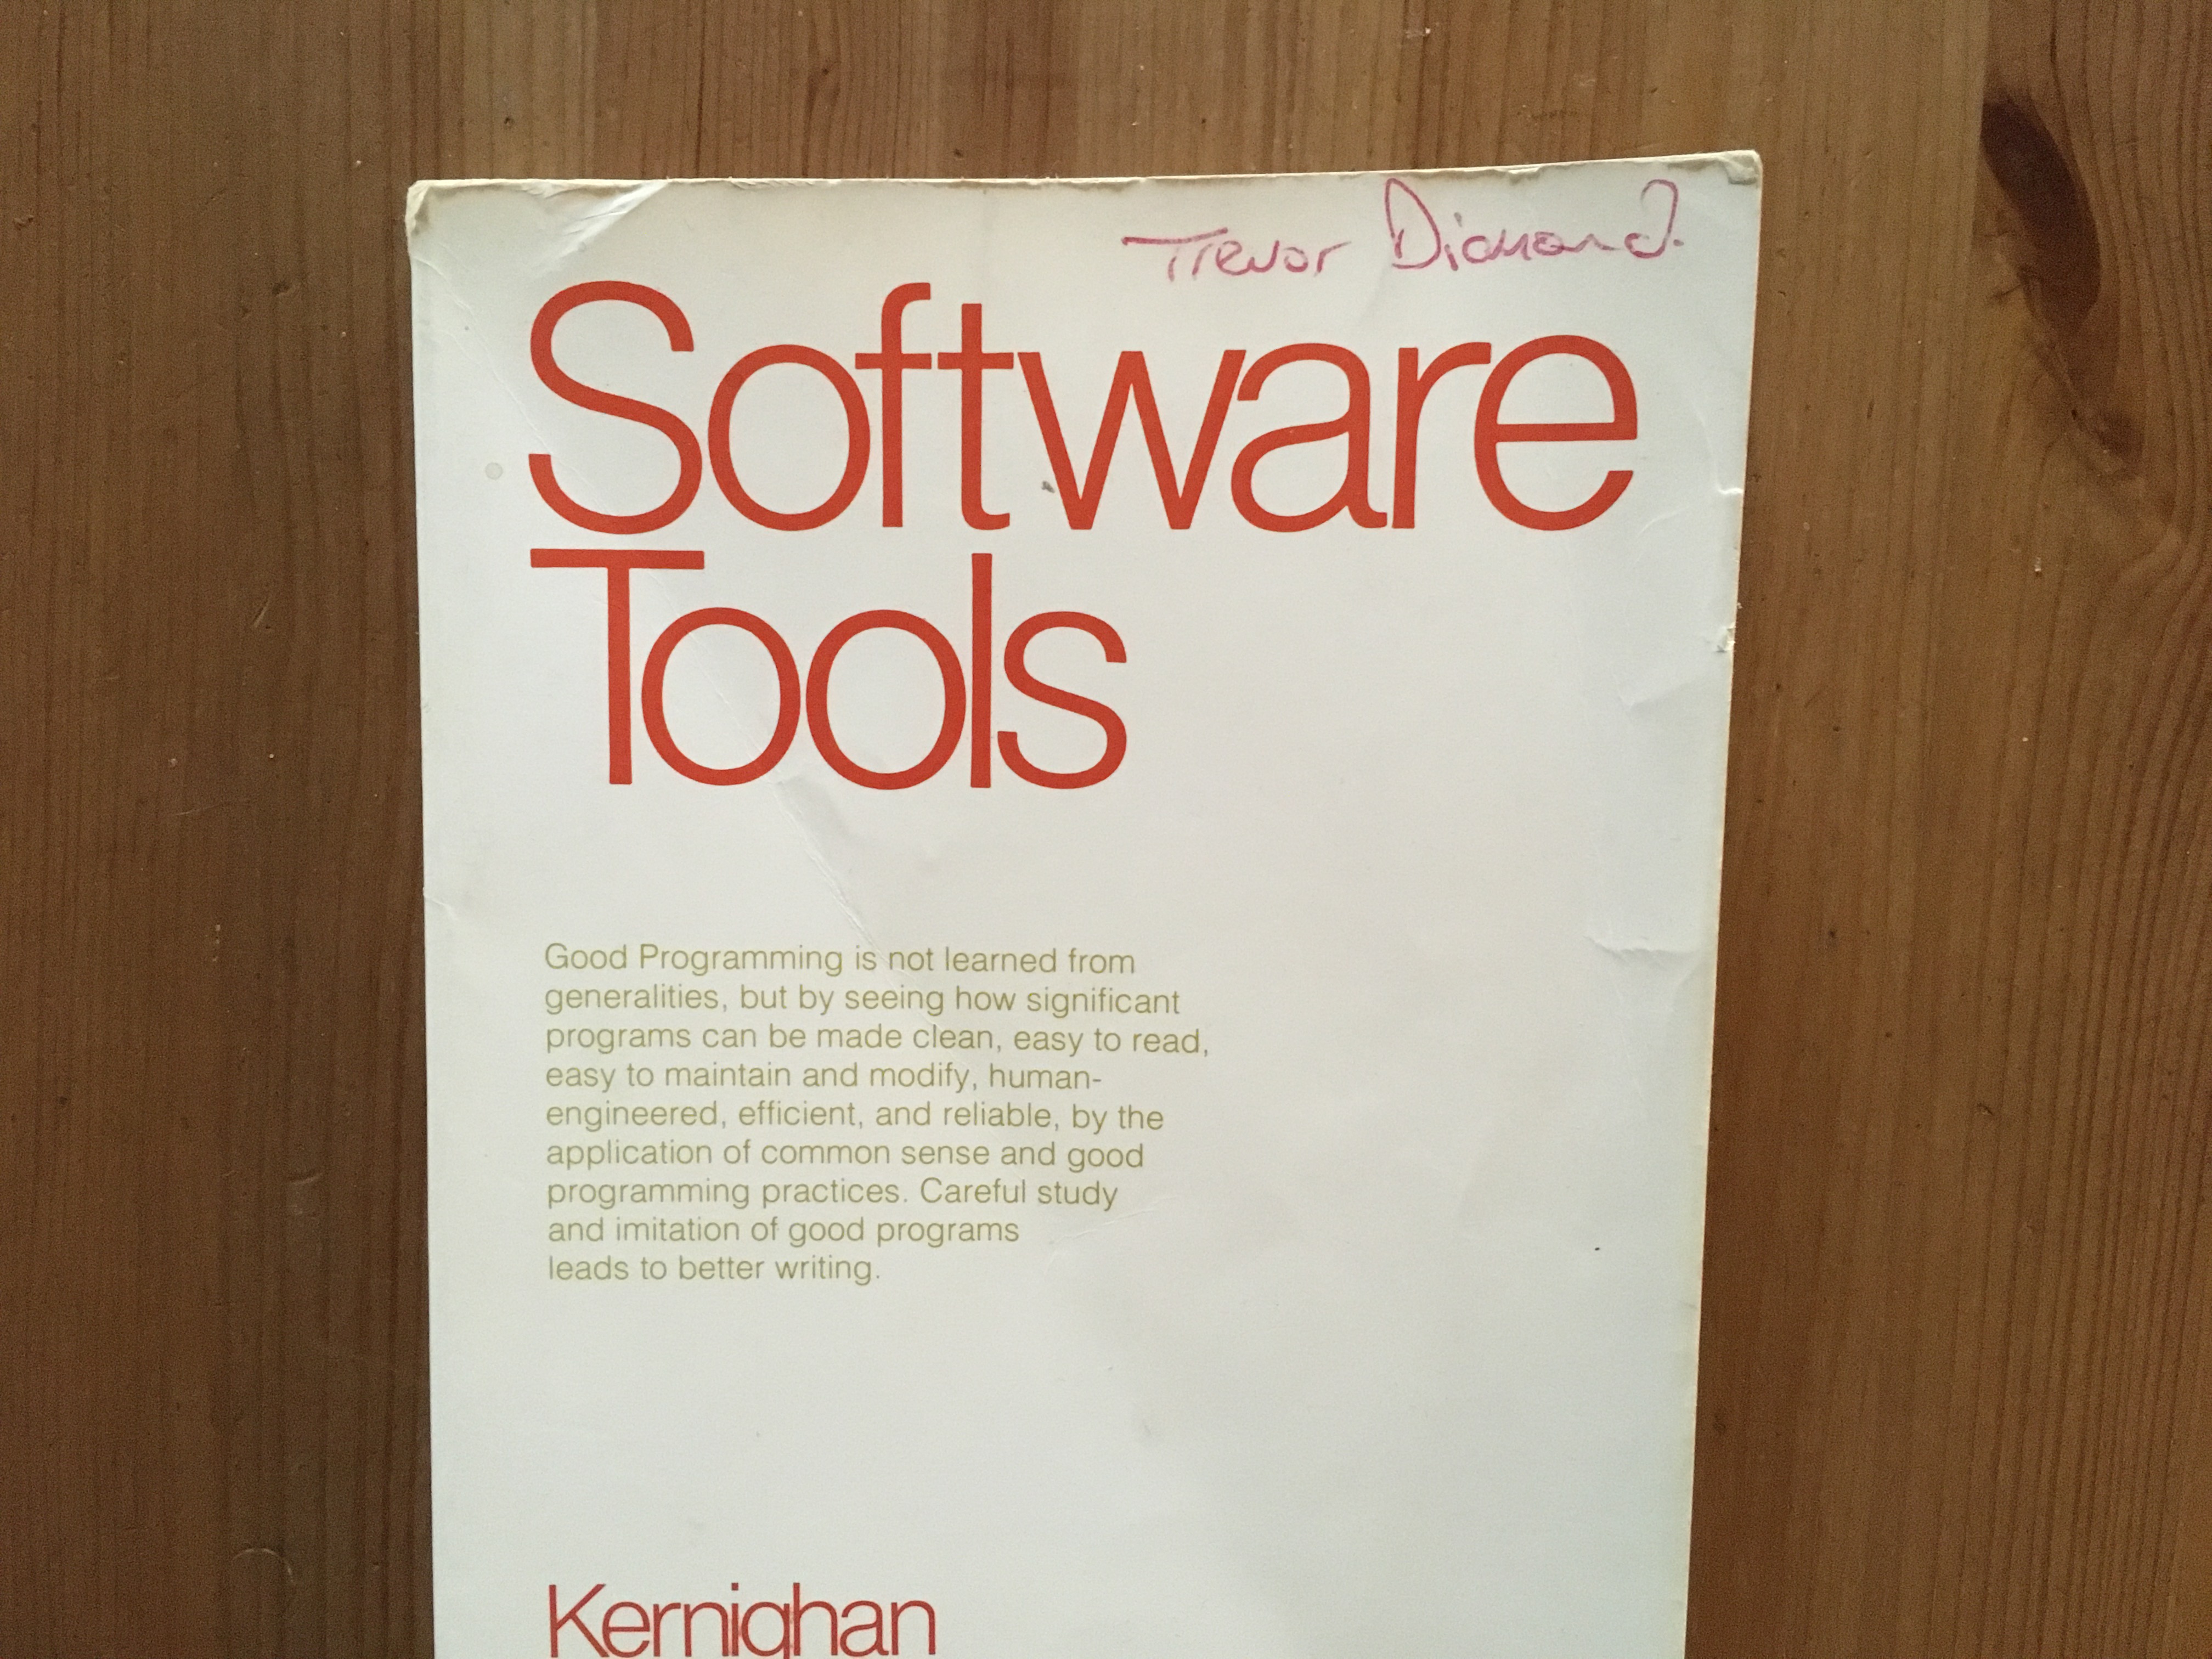 Trevor Dichond.
Software
Tools
Good Programming is not learned from
generalities, but by seeing how significant
programs can be made clean, easy to read,
easy to maintain and modify, human-
engineered, efficient, and reliable, by the
application of common sense and good
programming practices. Careful study
and imitation of good programs
leads to better writing.
Kernighan